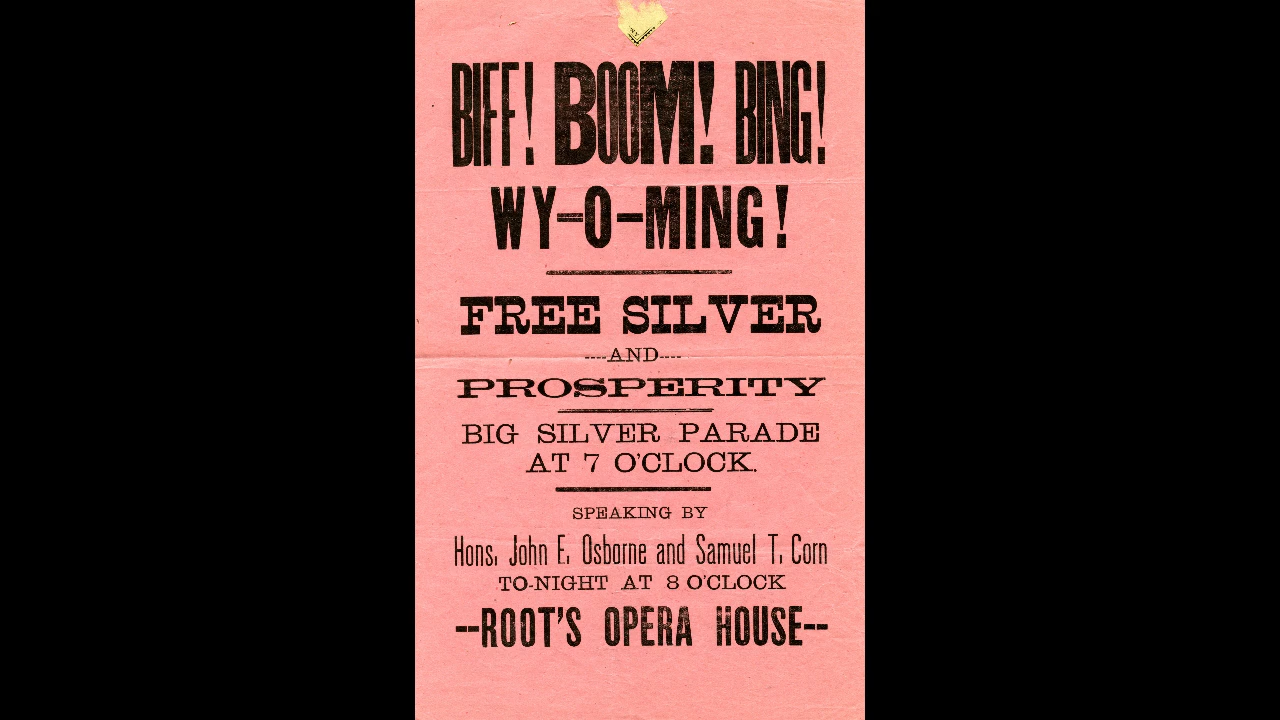 BIFF! BOOM! BING!
WY-O-MING!
FREE SILVER
----AND----
PROSPERITY
BIG SILVER PARADE
AT 7 O'CLOCK.
SPEAKING BY
Hons. John E. Osborne and Samuel T. Corn
TO-NIGHT AT 8 O'CLOCK
--ROOT'S OPERA HOUSE--